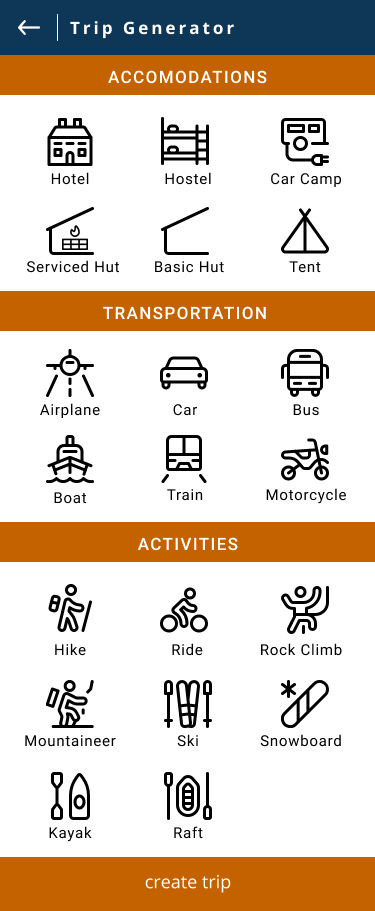 Trip Generator
ACCOMODATIONS
Hotel Hostel Car Camp
Serviced Hut Basic Hut Tent
TRANSPORTATION
Airplane Car Bus
Boat Train Motorcycle
ACTIVITIES
Hike Ride Rock Climb
Mountaineer Ski Snowboard
Kayak Raft
create trip